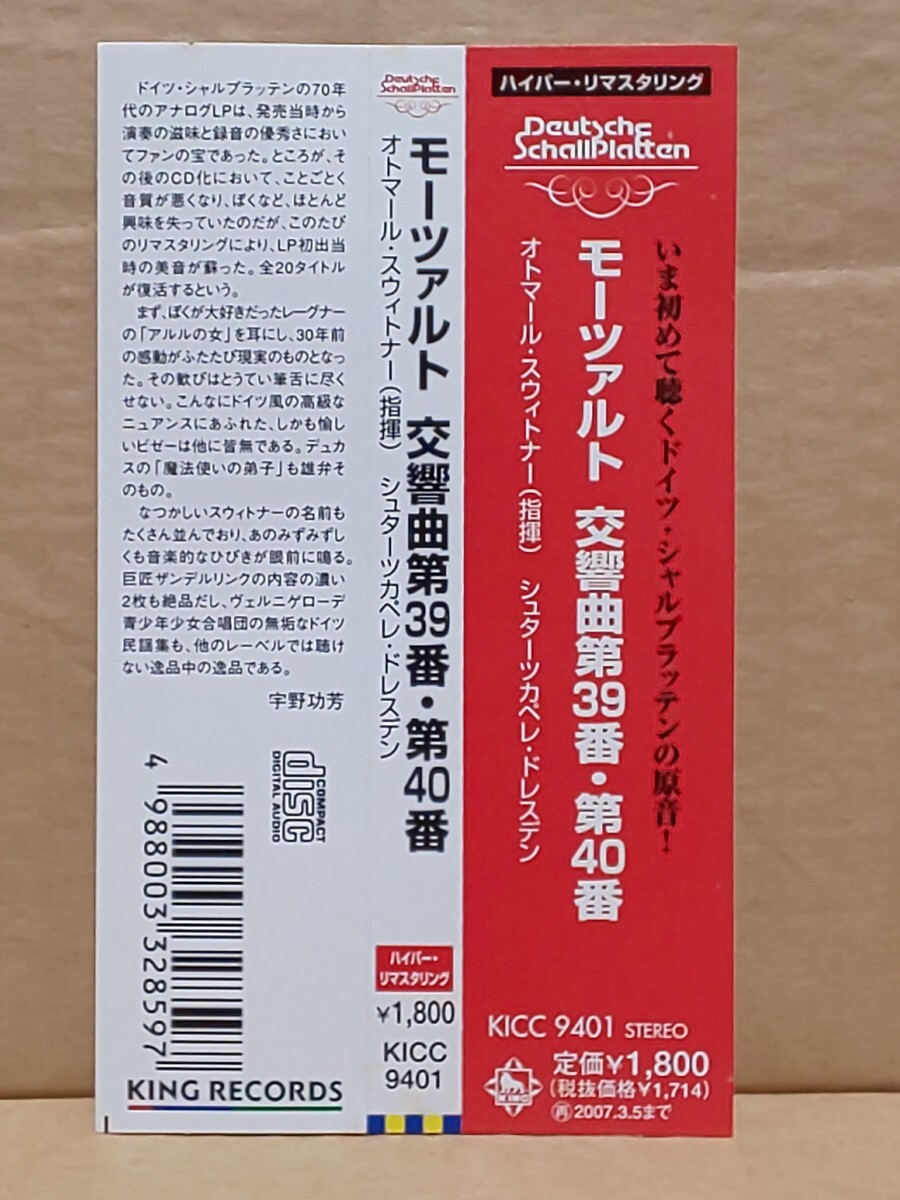 ドイツ・シャルプラッテンの70年
代のアナログLPは、発売当時から
演奏の滋味と録音の優秀さにおい
てファンの宝であった。ところが、そ
の後のCD化において、ことごとく
音質が悪くなり、ぼくなど、ほとんど
興味を失っていたのだが、このたび
のリマスタリングにより、LP初出当
時の美音が蘇った。全20タイトル
が復活するという。
まず、ぼくが大好きだったレーグナー
の「アルルの女」を耳にし、30年前
の感動がふたたび現実のものとなっ
た。その歓びはとうてい筆舌に尽く
せない。こんなにドイツ風の高級な
ニュアンスにあふれた、しかも愉し
いビゼーは他に皆無である。デュカ
スの「魔法使いの弟子」も雄弁そ
のもの。
なつかしいスウィトナーの名前も
たくさん並んでおり、あのみずみずし
くも音楽的なひびきが眼前に鳴る。
巨匠ザンデルリンクの内容の濃い
2枚も絶品だし、ヴェルニゲローデ
青少年少女合唱団の無垢なドイツ
民謡集も、他のレーベルでは聴け
ない逸品中の逸品である。
宇野功芳
COMPACT
disc
DIGITAL AUDIO
4 988003 328597
KING RECORDS
Deutsche
SchallPlatten
モーツァルト 交響曲第39番・第40番
オトマール・スウィトナー(指揮) シュターツカペレ・ドレスデン
ハイパー・
リマスタリング
¥1,800
KICC
9401
ハイパー・リマスタリング
Deutsche
SchallPlatten
いま初めて聴くドイツ・シャルプラッテンの原音!
モーツァルト 交響曲第39番・第40番
オトマール・スウィトナー(指揮) シュターツカペレ・ドレスデン
KICC 9401 STEREO
KING
定価¥1,800
(税抜価格¥1,714)
再2007.3.5まで